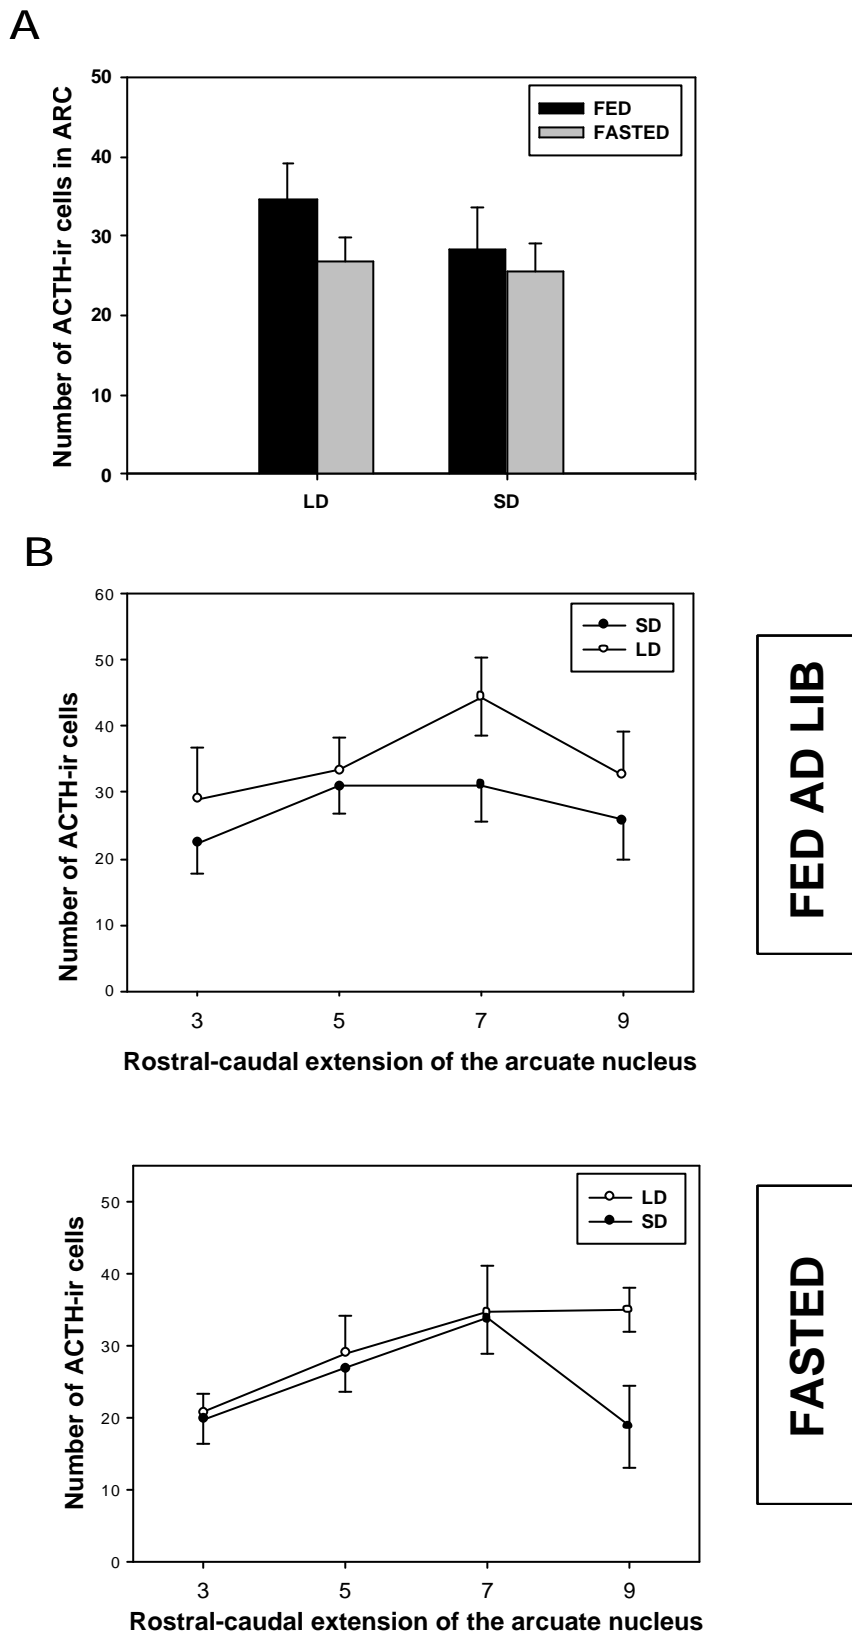 A
Number of ACTH-ir cells in ARC
50
40
30
20
10
0
FED
FASTED
LD
SD
B
Number of ACTH-ir cells
60
50
40
30
20
10
0
SD
LD
3
5
7
9
Rostral-caudal extension of the arcuate nucleus
FED AD LIB
Number of ACTH-ir cells
50
40
30
20
10
0
LD
SD
3
5
7
9
Rostral-caudal extension of the arcuate nucleus
FASTED